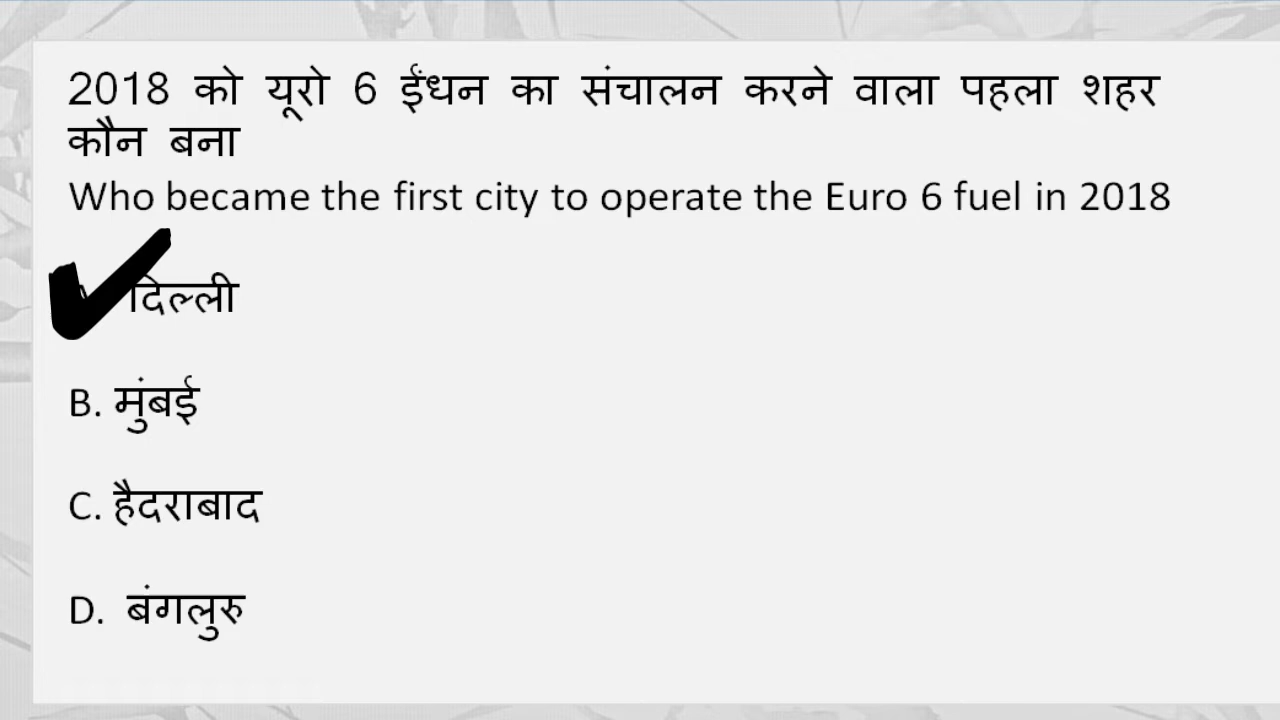 2018 को यूरो 6 ईंधन का संचालन करने वाला पहला शहर
कौन बना
Who became the first city to operate the Euro 6 fuel in 2018
दिल्ली
B. मुंबई
C. हैदराबाद
D. बंगलुरु